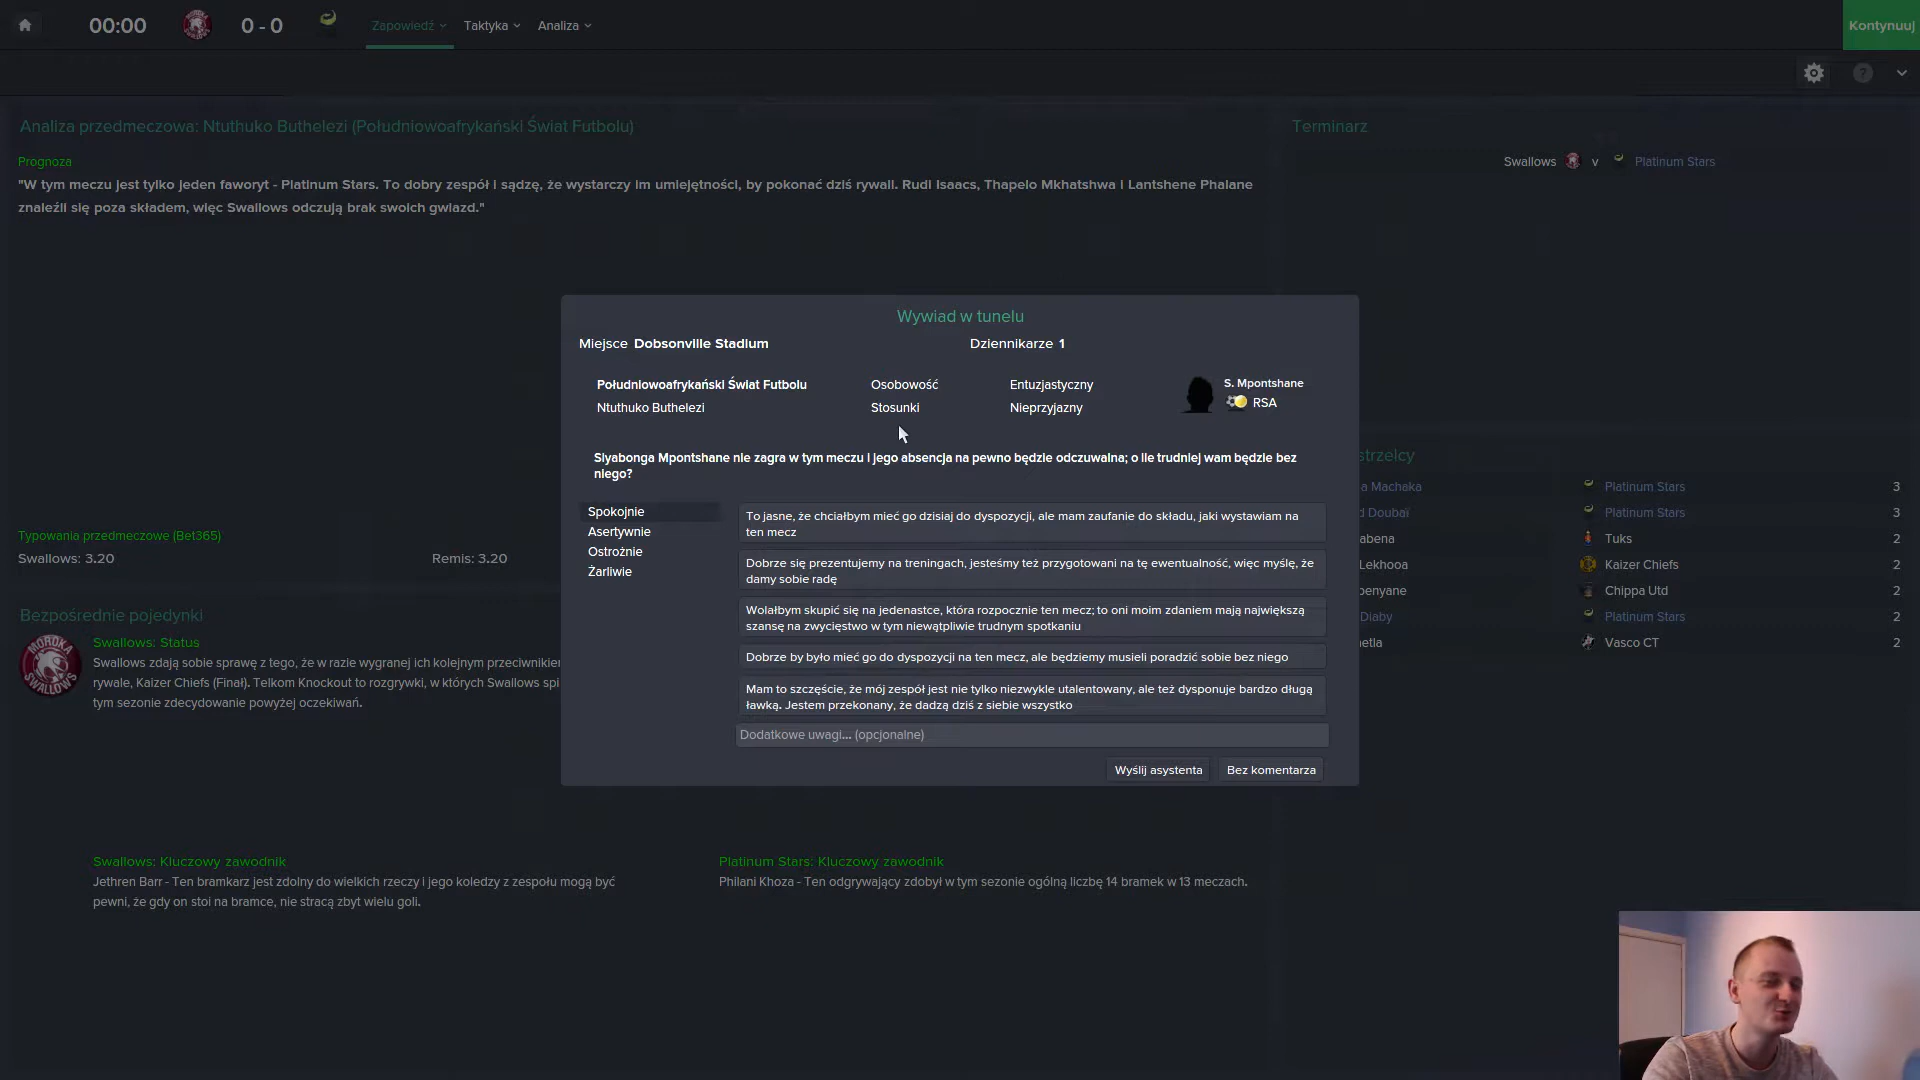 00:00
0 - 0
Zapowiedź
Taktyka
Analiza
Kontynuuj
Analiza przedmeczowa: Ntuthuko Buthelezi (Południowoafrykański Świat Futbolu)
Terminarz
Prognoza
Swallows v Platinum Stars
"W tym meczu jest tylko jeden faworyt - Platinum Stars. To dobry zespół i sądzę, że wystarczy im umiejętności, by pokonać dziś rywali. Rudi Isaacs, Thapelo Mkhatshwa i Lantshene Phalane
znaleźli się poza składem, więc Swallows odczują brak swoich gwiazd."
Wywiad w tunelu
Miejsce Dobsonville Stadium
Dziennikarze 1
Południowoafrykański Świat Futbolu
Osobowość
Entuzjastyczny
S. Mpontshane
Ntuthuko Buthelezi
Stosunki
Nieprzyjazny
RSA
Siyabonga Mpontshane nie zagra w tym meczu i jego absencja na pewno będzie odczuwalna; o ile trudniej wam będzie bez
niego?
Spokojnie
Asertywnie
Ostrożnie
Żarliwie
To jasne, że chciałbym mieć go dzisiaj do dyspozycji, ale mam zaufanie do składu, jaki wystawiam na
ten mecz
Dobrze się prezentujemy na treningach, jesteśmy też przygotowani na tę ewentualność, więc myślę, że
damy sobie radę
Wolałbym skupić się na jedenastce, która rozpocznie ten mecz; to oni moim zdaniem mają największą
szansę na zwycięstwo w tym niewątpliwie trudnym spotkaniu
Dobrze by było mieć go do dyspozycji na ten mecz, ale będziemy musieli poradzić sobie bez niego
Mam to szczęście, że mój zespół jest nie tylko niezwykle utalentowany, ale też dysponuje bardzo długą
ławką. Jestem przekonany, że dadzą dziś z siebie wszystko
Dodatkowe uwagi... (opcjonalne)
Wyślij asystenta
Bez komentarza
strzelcy
a Machaka Platinum Stars 3
d Doubaï Platinum Stars 3
abena Tuks 2
Lekhooa Kaizer Chiefs 2
penyane Chippa Utd 2
Diaby Platinum Stars 2
etla Vasco CT 2
Typowania przedmeczowe (Bet365)
Swallows: 3.20
Remis: 3.20
Bezpośrednie pojedynki
MOROKA
SWALLOWS
Swallows: Status
Swallows zdają sobie sprawę z tego, że w razie wygranej ich kolejnym przeciwnikiem
rywale, Kaizer Chiefs (Finał). Telkom Knockout to rozgrywki, w których Swallows spi
tym sezonie zdecydowanie powyżej oczekiwań.
Swallows: Kluczowy zawodnik
Jethren Barr - Ten bramkarz jest zdolny do wielkich rzeczy i jego koledzy z zespołu mogą być
pewni, że gdy on stoi na bramce, nie stracą zbyt wielu goli.
Platinum Stars: Kluczowy zawodnik
Philani Khoza - Ten odgrywający zdobył w tym sezonie ogólną liczbę 14 bramek w 13 meczach.